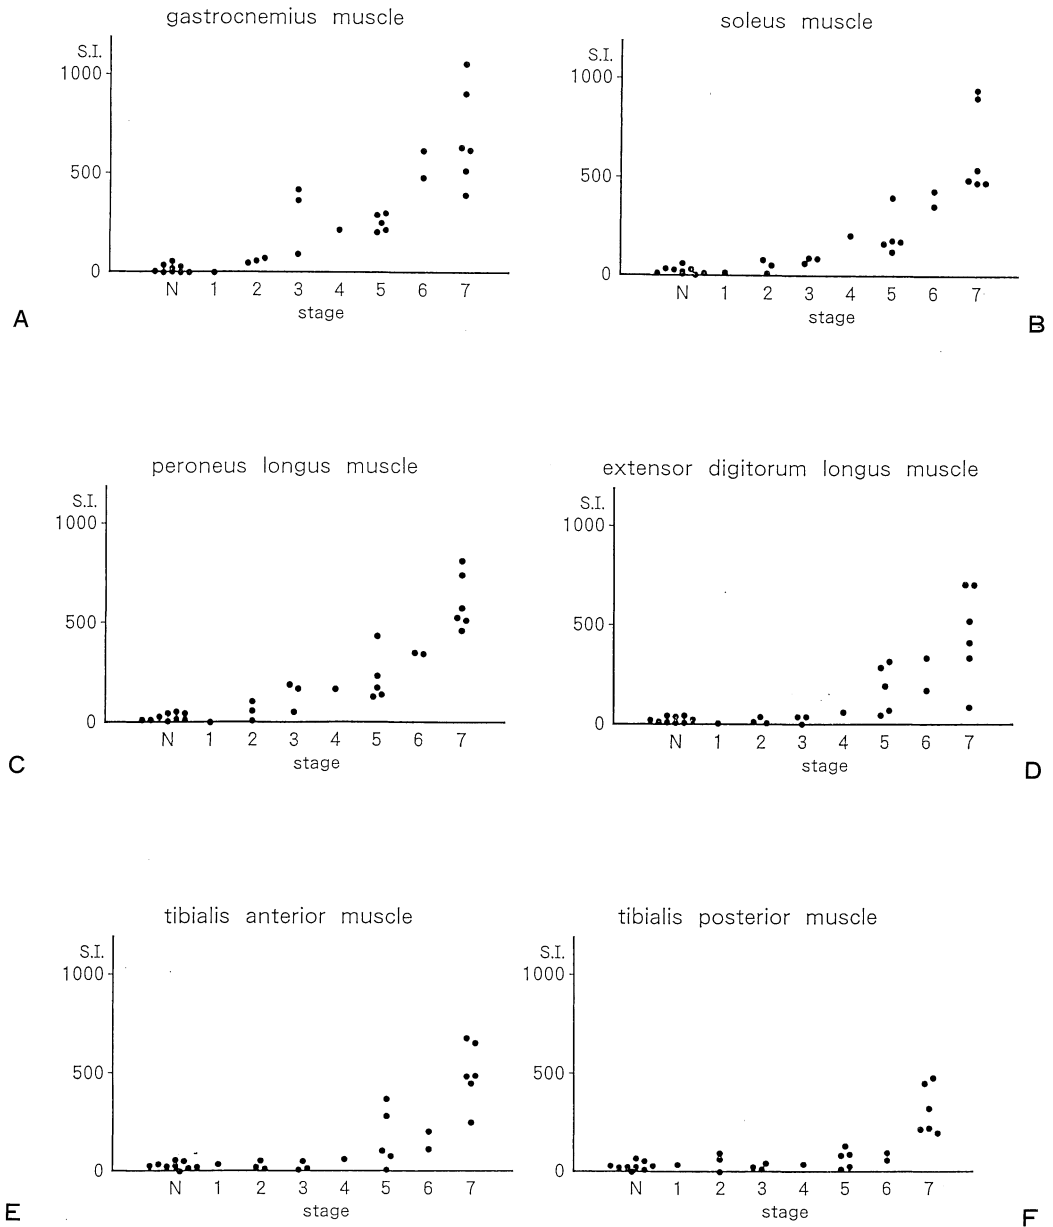 gastrocnemius muscle
S.I.
1000
500
0
N 1 2 3 4 5 6 7
stage
A
soleus muscle
S.I.
1000
500
0
N 1 2 3 4 5 6 7
stage
B
peroneus longus muscle
S.I.
1000
500
0
N 1 2 3 4 5 6 7
stage
C
extensor digitorum longus muscle
S.I.
1000
500
0
N 1 2 3 4 5 6 7
stage
D
tibialis anterior muscle
S.I.
1000
500
0
N 1 2 3 4 5 6 7
stage
E
tibialis posterior muscle
S.I.
1000
500
0
N 1 2 3 4 5 6 7
stage
F